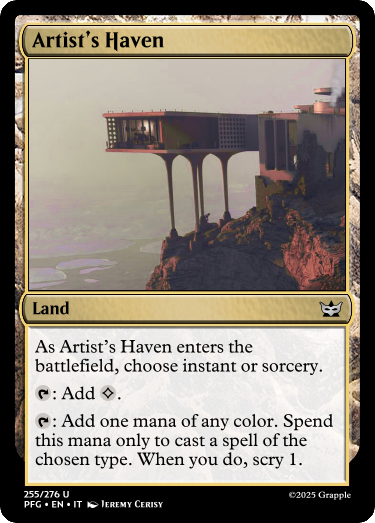 Artist's Haven
Land
As Artist's Haven enters the
battlefield, choose instant or sorcery.
: Add .
: Add one mana of any color. Spend
this mana only to cast a spell of the
chosen type. When you do, scry 1.
255/276 U
PFG • EN • IT Jeremy Cerisy
©2025 Grapple